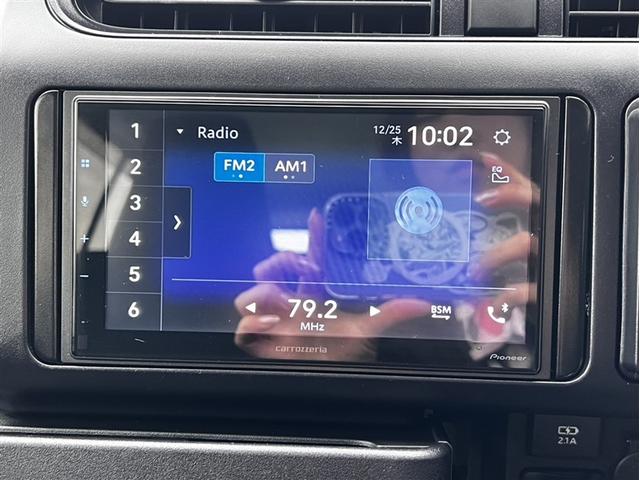 1
2
3
4
5
6
Radio
12/25
木
10:02
FM2 AM1
EQ
79.2
MHz
BSM
carrozzeria
Pioneer
2.1A